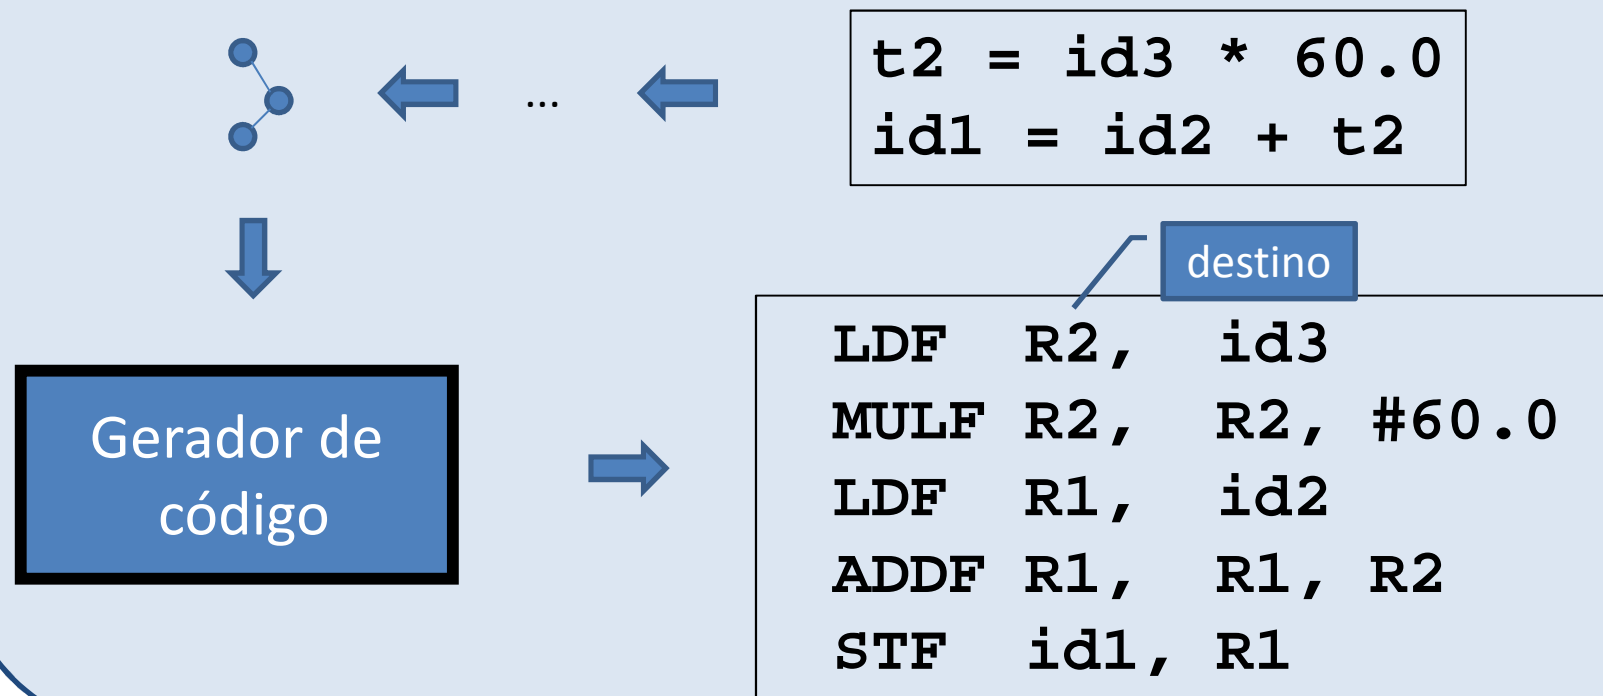 t2 = id3 * 60.0
id1 = id2 + t2
...
destino
Gerador de
código
LDF R2, id3
MULF R2, R2, #60.0
LDF R1, id2
ADDF R1, R1, R2
STF id1, R1